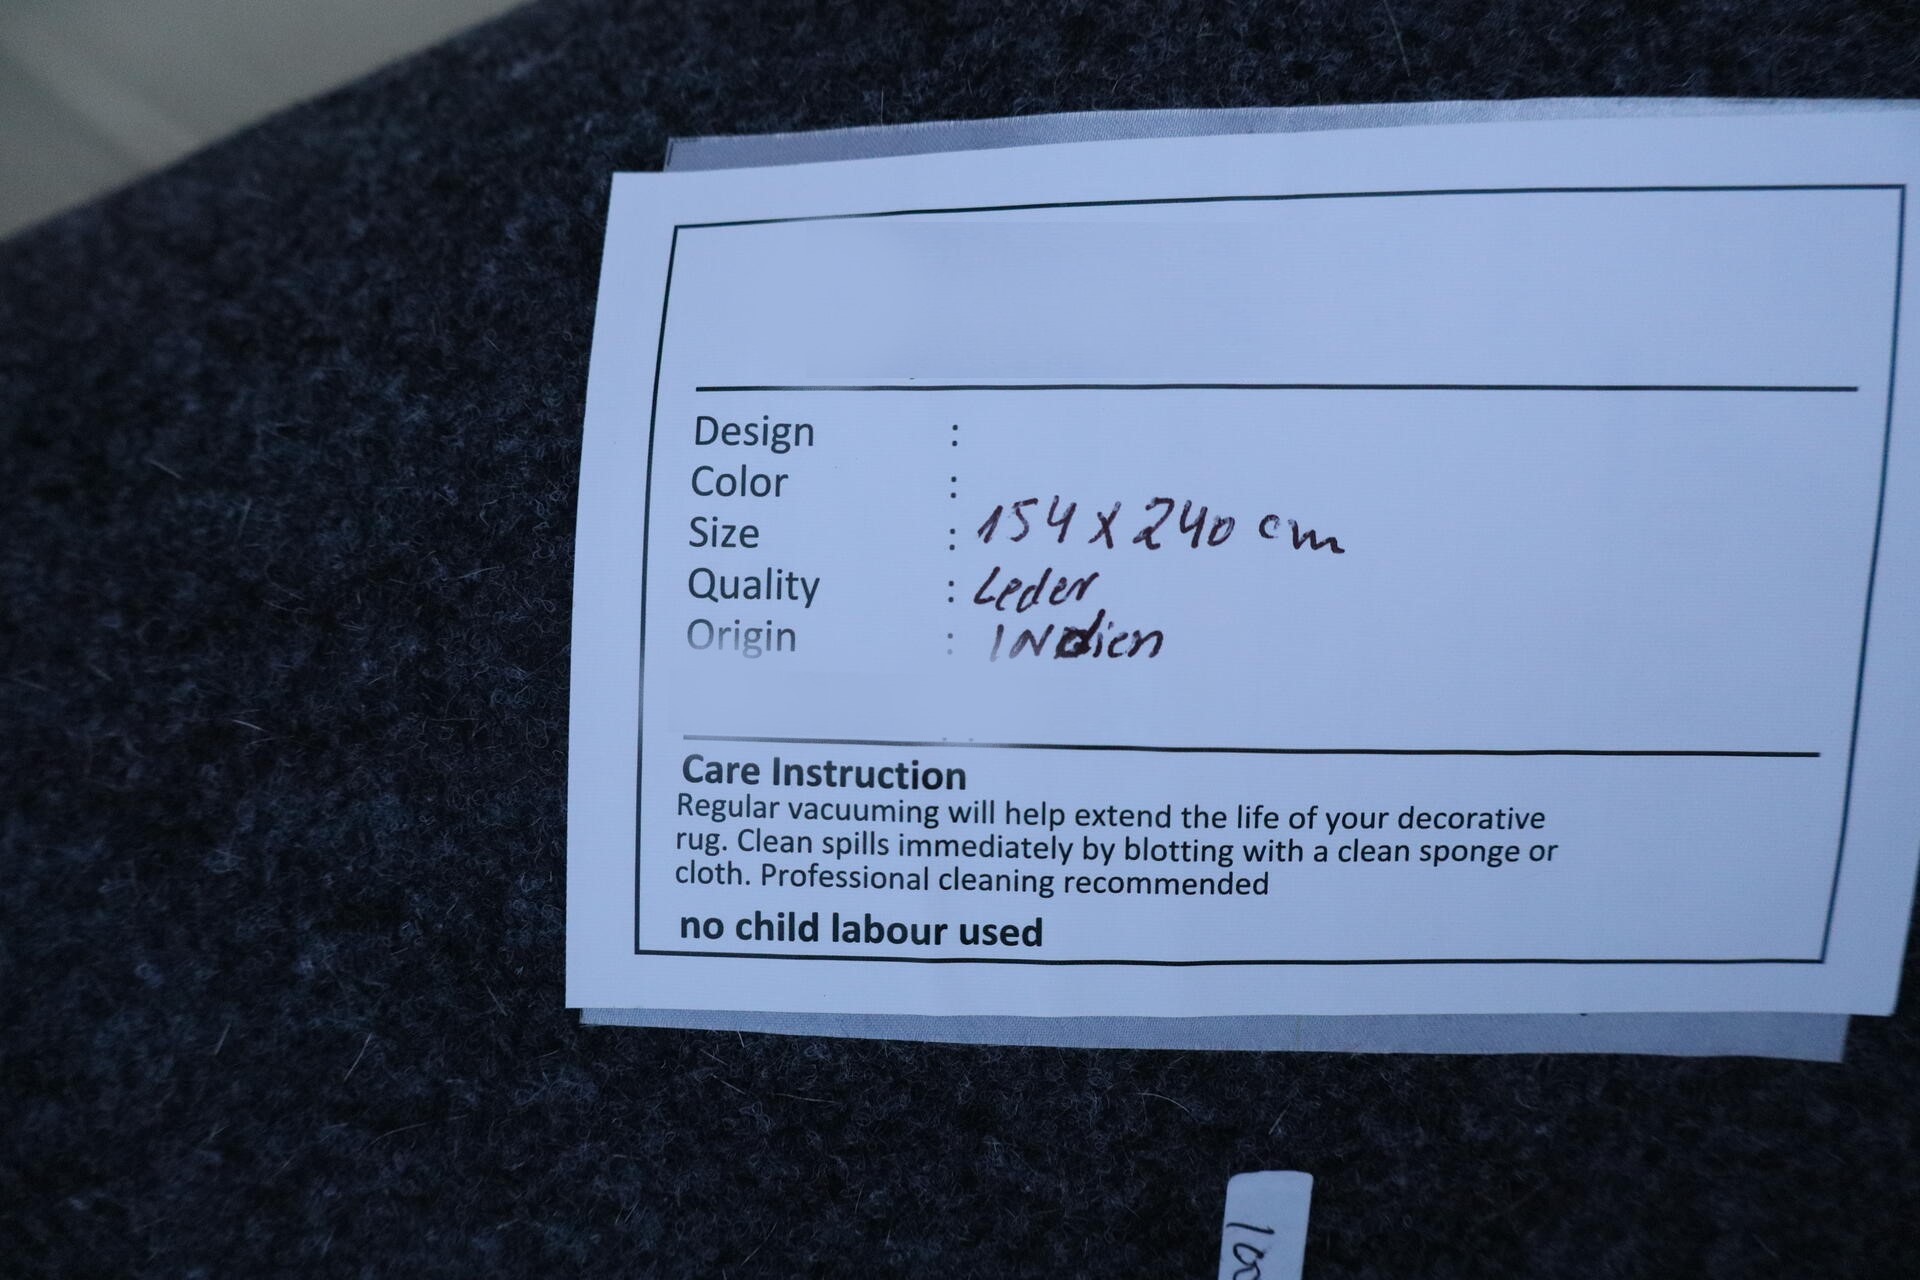 Design :
Color :
Size : 154 x 240 cm
Quality : Leder
Origin : INdien
Care Instruction
Regular vacuuming will help extend the life of your decorative
rug. Clean spills immediately by blotting with a clean sponge or
cloth. Professional cleaning recommended
no child labour used